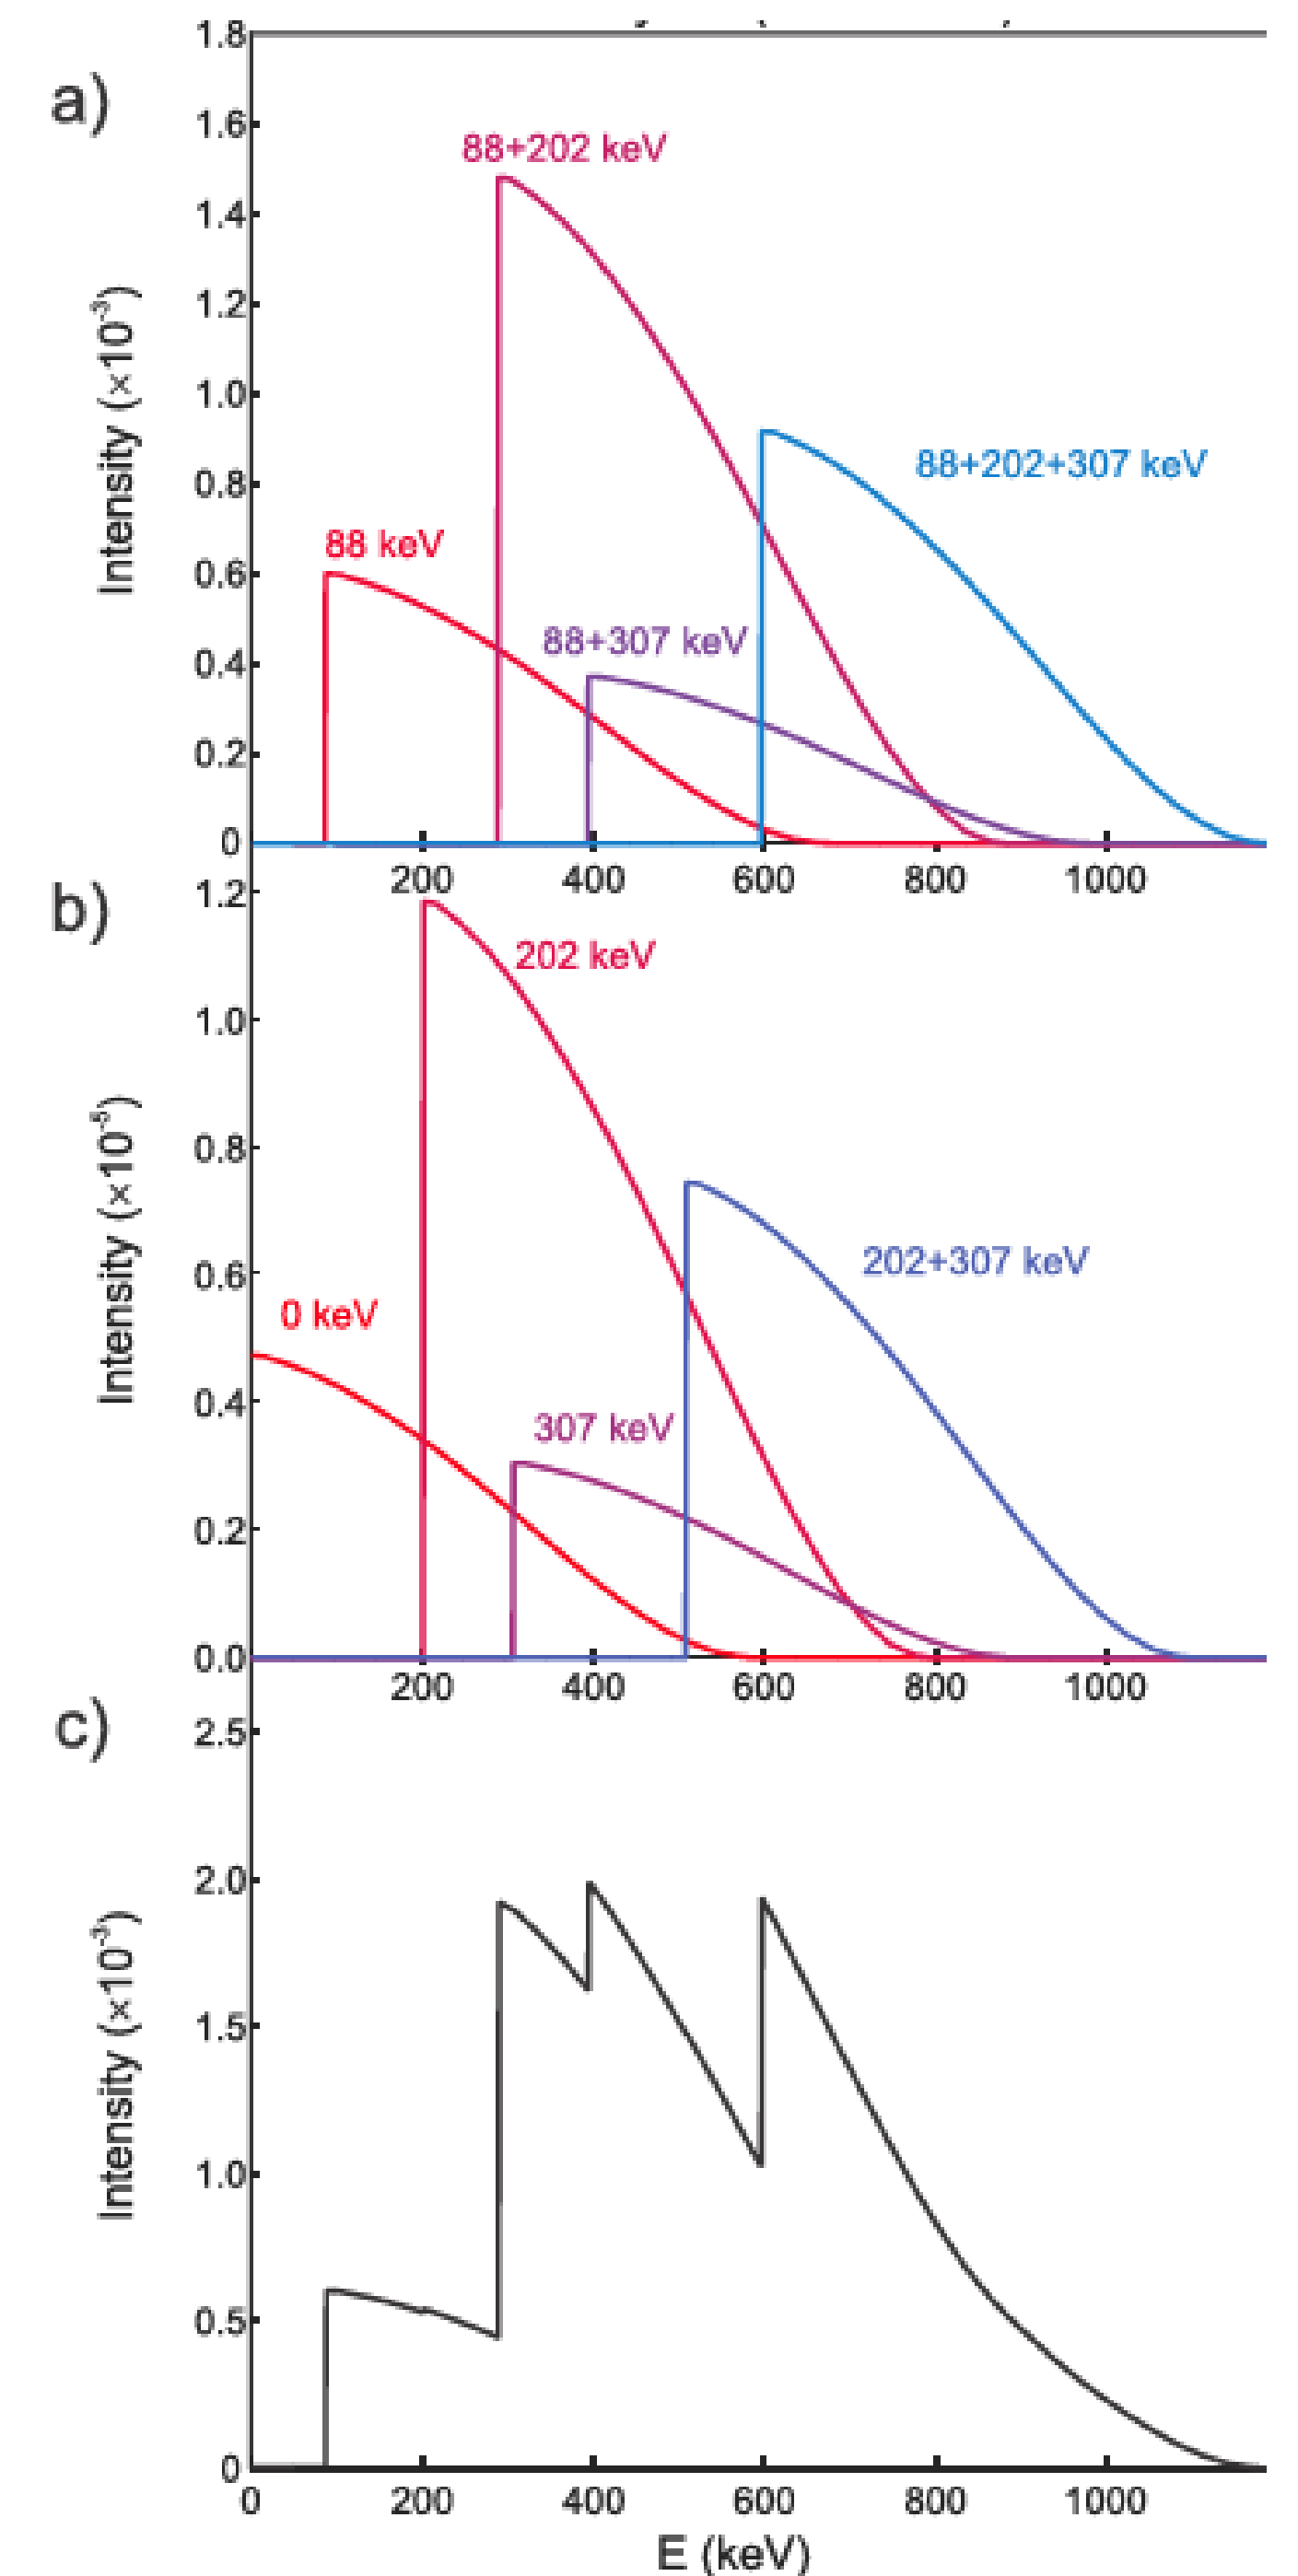 a)
1.8
1.6
1.4
1.2
1.0
0.8
0.6
0.4
0.2
0
Intensity (×10⁻³)
88+202 keV
88+202+307 keV
88 keV
88+307 keV
200 400 600 800 1000
b)
1.2
1.0
0.8
0.6
0.4
0.2
0.0
Intensity (×10⁻⁵)
202 keV
202+307 keV
0 keV
307 keV
200 400 600 800 1000
c)
2.5
2.0
1.5
1.0
0.5
0
Intensity (×10⁻³)
0 200 400 600 800 1000
E (keV)